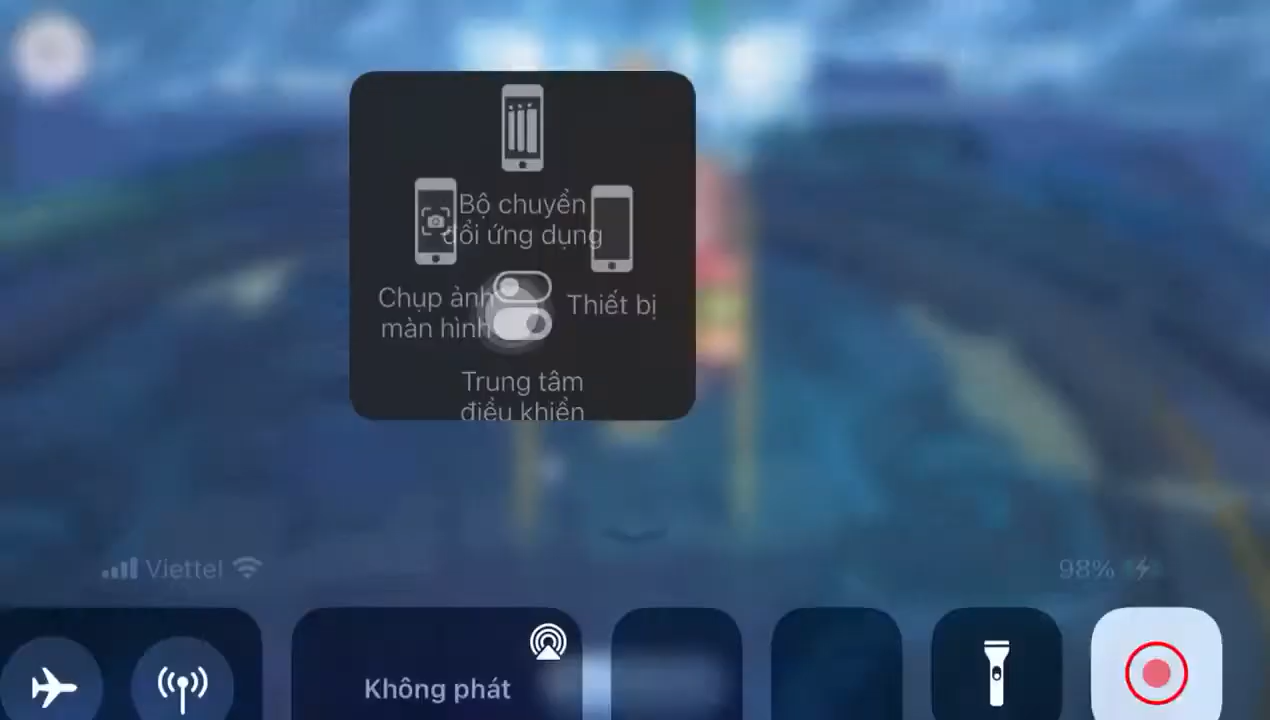 Bộ chuyển
đổi ứng dụng
Chụp ảnh
màn hình
Thiết bị
Trung tâm
điều khiển
Viettel
98%
Không phát